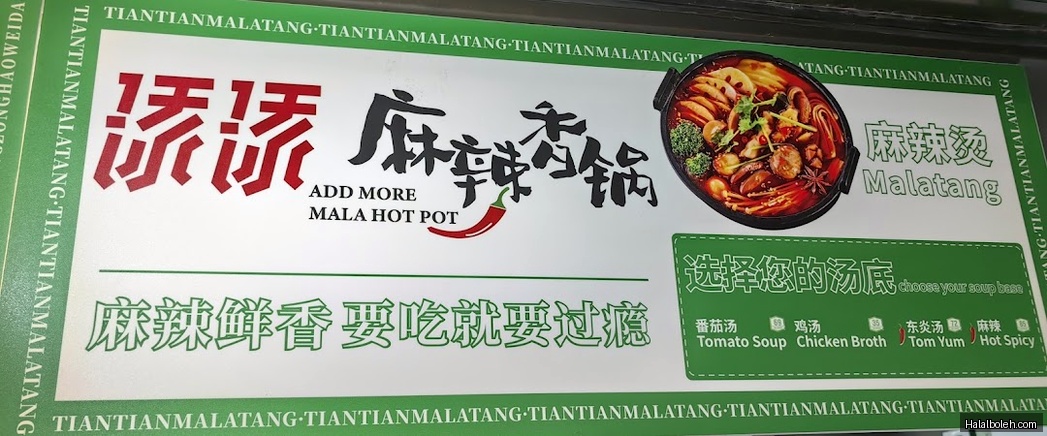 TIANTIANMALATANG·TIANTIANMALATANG·TIANTIANMALATANG·TIANTIANMALATANG
TIANTIANMALATANG·TIANTIANMALATANG
添添
麻辣香锅
ADD MORE
MALA HOT POT
麻辣烫
Malatang
麻辣鲜香 要吃就要过瘾
选择您的汤底 choose your soup base
番茄汤 鸡汤 东炎汤 麻辣
Tomato Soup Chicken Broth Tom Yum Hot Spicy
TIANTIANMALATANG·TIANTIANMALATANG·TIANTIANMALATANG·TIANTIANMALATANG
Halalboleh.com